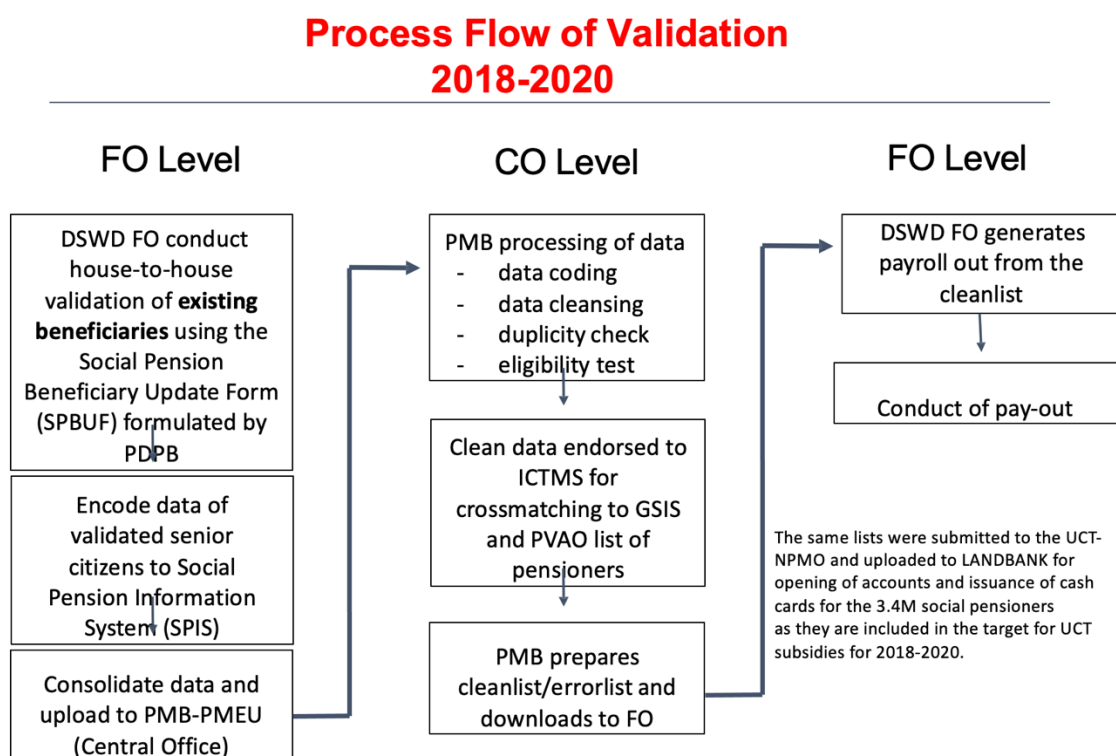 Process Flow of Validation
2018-2020
FO Level
DSWD FO conduct
house-to-house
validation of existing
beneficiaries using the
Social Pension
Beneficiary Update Form
(SPBUF) formulated by
PDPB
Encode data of
validated senior
citizens to Social
Pension Information
System (SPIS)
Consolidate data and
upload to PMB-PMEU
(Central Office)
CO Level
PMB processing of data
- data coding
- data cleansing
- duplicity check
- eligibility test
Clean data endorsed to
ICTMS for
crossmatching to GSIS
and PVAO list of
pensioners
PMB prepares
cleanlist/errorlist and
downloads to FO
FO Level
DSWD FO generates
payroll out from the
cleanlist
Conduct of pay-out
The same lists were submitted to the UCT-
NPMO and uploaded to LANDBANK for
opening of accounts and issuance of cash
cards for the 3.4M social pensioners
as they are included in the target for UCT
subsidies for 2018-2020.